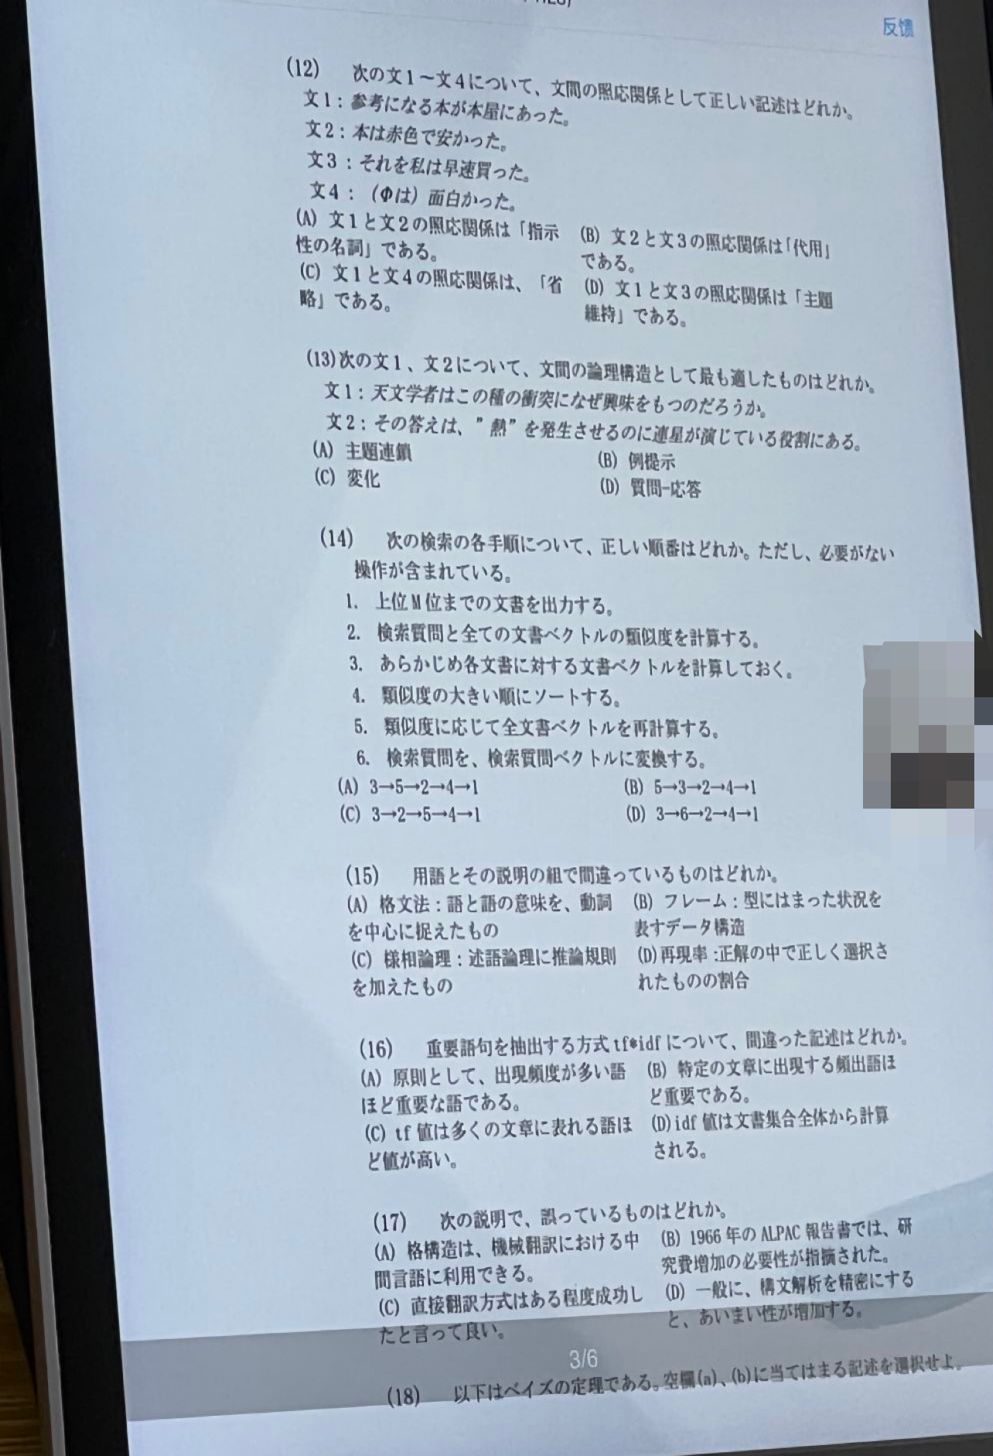 反馈
(12) 次の文1～文4について、文間の照応関係として正しい記述はどれか。
文1：参考になる本が本屋にあった。
文2：本は赤色で安かった。
文3：それを私は早速買った。
文4：（Φは）面白かった。
(A) 文1と文2の照応関係は「指示性の名詞」である。
(B) 文2と文3の照応関係は「代用」である。
(C) 文1と文4の照応関係は、「省略」である。
(D) 文1と文3の照応関係は「主題維持」である。
(13)次の文1、文2について、文間の論理構造として最も適したものはどれか。
文1：天文学者はこの種の衝突になぜ興味をもつのだろうか。
文2：その答えは、”熱”を発生させるのに連星が演じている役割にある。
(A) 主題連鎖
(B) 例提示
(C) 変化
(D) 質問-応答
(14) 次の検索の各手順について、正しい順番はどれか。ただし、必要がない
操作が含まれている。
1. 上位M位までの文書を出力する。
2. 検索質問と全ての文書ベクトルの類似度を計算する。
3. あらかじめ各文書に対する文書ベクトルを計算しておく。
4. 類似度の大きい順にソートする。
5. 類似度に応じて全文書ベクトルを再計算する。
6. 検索質問を、検索質問ベクトルに変換する。
(A) 3→5→2→4→1
(B) 5→3→2→4→1
(C) 3→2→5→4→1
(D) 3→6→2→4→1
(15) 用語とその説明の組で間違っているものはどれか。
(A) 格文法：語と語の意味を、動詞
を中心に捉えたもの
(B) フレーム：型にはまった状況を
表すデータ構造
(C) 様相論理：述語論理に推論規則
を加えたもの
(D)再現率：正解の中で正しく選択さ
れたものの割合
(16) 重要語句を抽出する方式tf*idfについて、間違った記述はどれか。
(A) 原則として、出現頻度が多い語
ほど重要な語である。
(B) 特定の文章に出現する頻出語ほ
ど重要である。
(C) tf値は多くの文章に表れる語ほ
ど値が高い。
(D)idf値は文書集合全体から計算
される。
(17) 次の説明で、誤っているものはどれか。
(A) 格構造は、機械翻訳における中
間言語に利用できる。
(B) 1966年のALPAC報告書では、研
究費増加の必要性が指摘された。
(C) 直接翻訳方式はある程度成功し
たと言って良い。
(D) 一般に、構文解析を精密にする
と、あいまい性が増加する。
3/6
(18) 以下はベイズの定理である。空欄(a)、(b)に当てはまる記述を選択せよ。